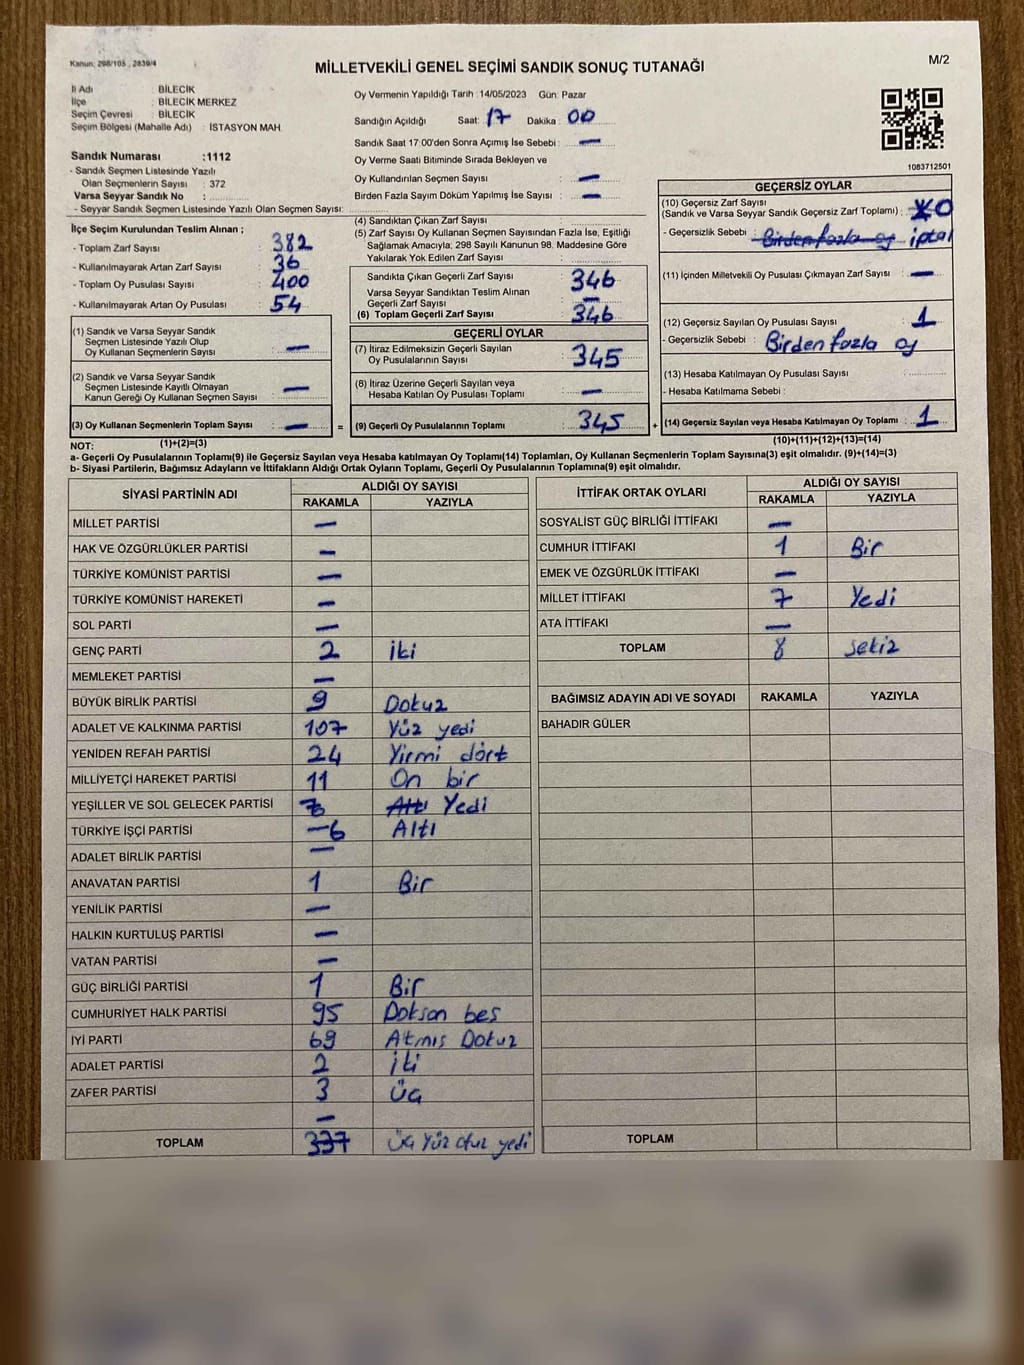 Kanun: 298/105 , 2839/4
M/2
MİLLETVEKİLİ GENEL SEÇİMİ SANDIK SONUÇ TUTANAĞI
İl Adı BİLECİK
İlçe : BİLECİK MERKEZ
Seçim Çevresi BİLECİK
Seçim Bölgesi (Mahalle Adı) : İSTASYON MAH
Sandık Numarası :1112
- Sandık Seçmen Listesinde Yazılı
Olan Seçmenlerin Sayısı : 372
Varsa Seyyar Sandık No :
- Seyyar Sandık Seçmen Listesinde Yazılı Olan Seçmen Sayısı:
Oy Vermenin Yapıldığı Tarih :14/05/2023 Gün: Pazar
Sandığın Açıldığı Saat: 17 Dakika : 00
Sandık Saat 17:00'den Sonra Açımış İse Sebebi : —
Oy Verme Saati Bitiminde Sırada Bekleyen ve
Oy Kullandırılan Seçmen Sayısı : —
Birden Fazla Sayım Döküm Yapılmış İse Sayısı : —
1083712501
İlçe Seçim Kurulundan Teslim Alınan ;
- Toplam Zarf Sayısı : 382
- Kullanılmayarak Artan Zarf Sayısı : 36
- Toplam Oy Pusulası Sayısı : 400
- Kullanılmayarak Artan Oy Pusulası : 54
(1) Sandık ve Varsa Seyyar Sandık
Seçmen Listesinde Yazılı Olup
Oy Kullanan Seçmenlerin Sayısı : —
(2) Sandık ve Varsa Seyyar Sandık
Seçmen Listesinde Kayıtlı Olmayan
Kanun Gereği Oy Kullanan Seçmen Sayısı : —
(3) Oy Kullanan Seçmenlerin Toplam Sayısı : —
=
(4) Sandıktan Çıkan Zarf Sayısı :
(5) Zarf Sayısı Oy Kullanan Seçmen Sayısından Fazla İse, Eşitliği
Sağlamak Amacıyla; 298 Sayılı Kanunun 98. Maddesine Göre
Yakılarak Yok Edilen Zarf Sayısı :
Sandıkta Çıkan Geçerli Zarf Sayısı : 346
Varsa Seyyar Sandıktan Teslim Alınan
Geçerli Zarf Sayısı : —
(6) Toplam Geçerli Zarf Sayısı : 346
GEÇERLİ OYLAR
(7) İtiraz Edilmeksizin Geçerli Sayılan
Oy Pusulalarının Sayısı : 345
(8) İtiraz Üzerine Geçerli Sayılan veya
Hesaba Katılan Oy Pusulası Toplamı : —
(9) Geçerli Oy Pusulalarının Toplamı : 345
+
GEÇERSİZ OYLAR
(10) Geçersiz Zarf Sayısı
(Sandık ve Varsa Seyyar Sandık Geçersiz Zarf Toplamı) : 0
- Geçersizlik Sebebi : Birden fazla oy iptal
(11) İçinden Milletvekili Oy Pusulası Çıkmayan Zarf Sayısı : —
(12) Geçersiz Sayılan Oy Pusulası Sayısı : 1
- Geçersizlik Sebebi : Birden fazla oy
(13) Hesaba Katılmayan Oy Pusulası Sayısı :
- Hesaba Katılmama Sebebi :
(14) Geçersiz Sayılan veya Hesaba Katılmayan Oy Toplamı : 1
NOT: (1)+(2)=(3)
(10)+(11)+(12)+(13)=(14)
a- Geçerli Oy Pusulalarının Toplamı(9) ile Geçersiz Sayılan veya Hesaba katılmayan Oy Toplamı(14) Toplamları, Oy Kullanan Seçmenlerin Toplam Sayısına(3) eşit olmalıdır. (9)+(14)=(3)
b- Siyasi Partilerin, Bağımsız Adayların ve İttifakların Aldığı Ortak Oyların Toplamı, Geçerli Oy Pusulalarının Toplamına(9) eşit olmalıdır.
SİYASİ PARTİNİN ADI ALDIĞI OY SAYISI
RAKAMLA YAZIYLA
MİLLET PARTİSİ —
HAK VE ÖZGÜRLÜKLER PARTİSİ —
TÜRKİYE KOMÜNİST PARTİSİ —
TÜRKİYE KOMÜNİST HAREKETİ —
SOL PARTİ —
GENÇ PARTİ 2 iki
MEMLEKET PARTİSİ —
BÜYÜK BİRLİK PARTİSİ 9 Dokuz
ADALET VE KALKINMA PARTİSİ 107 Yüz yedi
YENİDEN REFAH PARTİSİ 24 Yirmi dört
MİLLİYETÇİ HAREKET PARTİSİ 11 On bir
YEŞİLLER VE SOL GELECEK PARTİSİ 7 Altı Yedi
TÜRKİYE İŞÇİ PARTİSİ —6 Altı
ADALET BİRLİK PARTİSİ —
ANAVATAN PARTİSİ 1 Bir
YENİLİK PARTİSİ —
HALKIN KURTULUŞ PARTİSİ —
VATAN PARTİSİ —
GÜÇ BİRLİĞİ PARTİSİ 1 Bir
CUMHURİYET HALK PARTİSİ 95 Doksan beş
İYİ PARTİ 69 Atmış Dokuz
ADALET PARTİSİ 2 iki
ZAFER PARTİSİ 3 üç
—
TOPLAM 337 üç Yüz otuz yedi
İTTİFAK ORTAK OYLARI ALDIĞI OY SAYISI
RAKAMLA YAZIYLA
SOSYALİST GÜÇ BİRLİĞİ İTTİFAKI —
CUMHUR İTTİFAKI 1 Bir
EMEK VE ÖZGÜRLÜK İTTİFAKI —
MİLLET İTTİFAKI 7 Yedi
ATA İTTİFAKI —
TOPLAM 8 sekiz
BAĞIMSIZ ADAYIN ADI VE SOYADI RAKAMLA YAZIYLA
BAHADIR GÜLER
TOPLAM